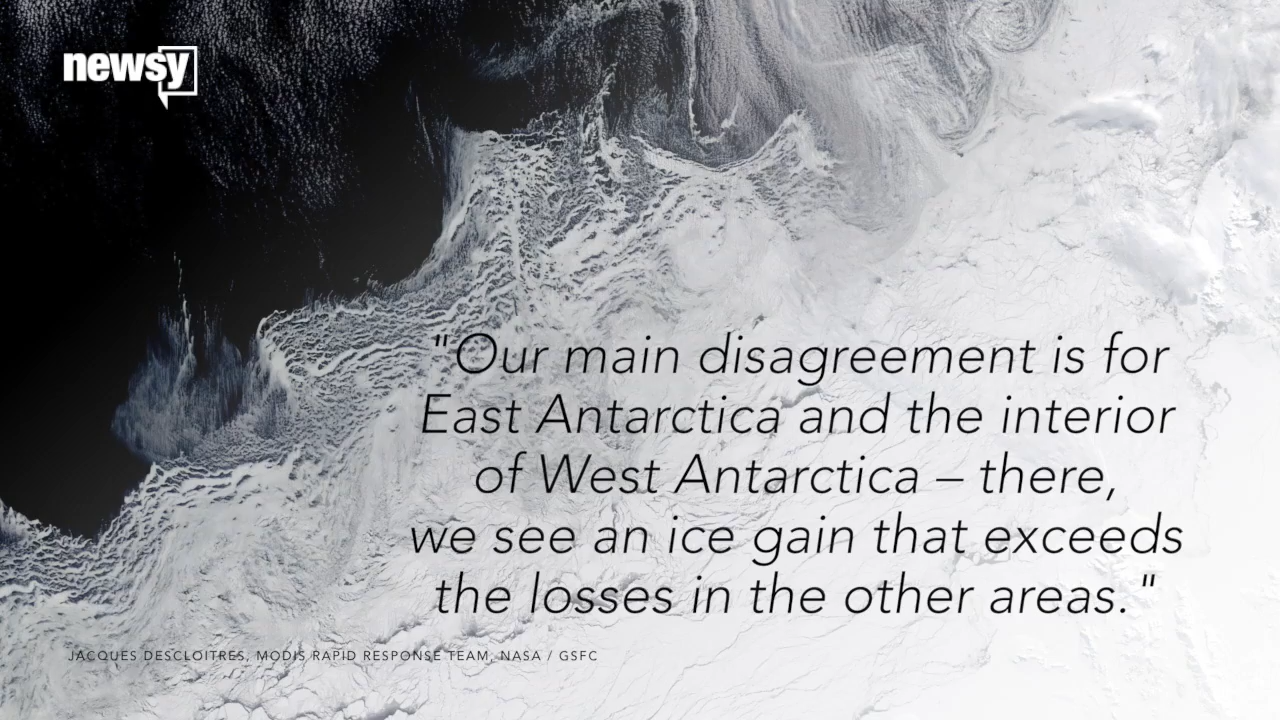 newsy
"Our main disagreement is for
East Antarctica and the interior
of West Antarctica – there,
we see an ice gain that exceeds
the losses in the other areas."
JACQUES DESCLOITRES, MODIS RAPID RESPONSE TEAM, NASA / GSFC